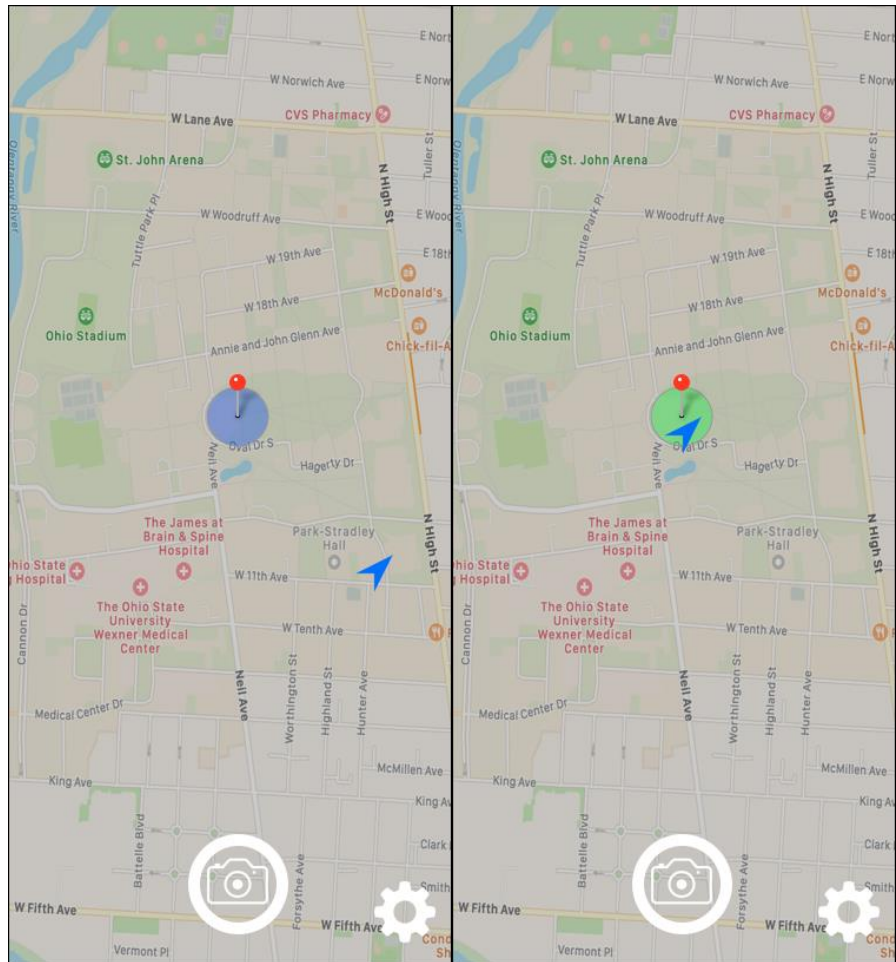 E Nort
W Norwich Ave
E Norw
CVS Pharmacy
W Lane Ave
St. John Arena
Tuller St
N High St
Olentangy River
Tuttle Park Pl
W Woodruff Ave
E Wood
W 19th Ave
E 18th
McDonald's
W 18th Ave
Ohio Stadium
Annie and John Glenn Ave
Chick-fil-A
Neil Ave
Oval Dr S
Hagerty Dr
The James at
Brain & Spine
Hospital
Park-Stradley
Hall
N High St
Ohio State
g Hospital
W 11th Ave
The Ohio State
University
Wexner Medical
Center
W Tenth Ave
Cannon Dr
Neil Ave
Worthington St
Highland St
Hunter Ave
Medical Center Dr
McMillen Ave
King Ave
King Av
Battelle Blvd
Forsythe Ave
Clark
Smith
W Fifth Ave
W Fifth Av
Vermont Pl
Cond
Sh
E Nort
W Norwich Ave
E Norw
CVS Pharmacy
W Lane Ave
St. John Arena
Tuller St
N High St
Olentangy River
Tuttle Park Pl
W Woodruff Ave
E Wood
W 19th Ave
E 18th
McDonald's
W 18th Ave
Ohio Stadium
Annie and John Glenn Ave
Chick-fil-A
Neil Ave
Oval Dr S
Hagerty Dr
The James at
Brain & Spine
Hospital
Park-Stradley
Hall
N High St
Ohio State
g Hospital
W 11th Ave
The Ohio State
University
Wexner Medical
Center
W Tenth Ave
Cannon Dr
Neil Ave
Worthington St
Highland St
Hunter Ave
Medical Center Dr
McMillen Ave
King Ave
King Av
Battelle Blvd
Forsythe Ave
Clark
Smith
W Fifth Ave
W Fifth Av
Vermont Pl
Cond
Sh